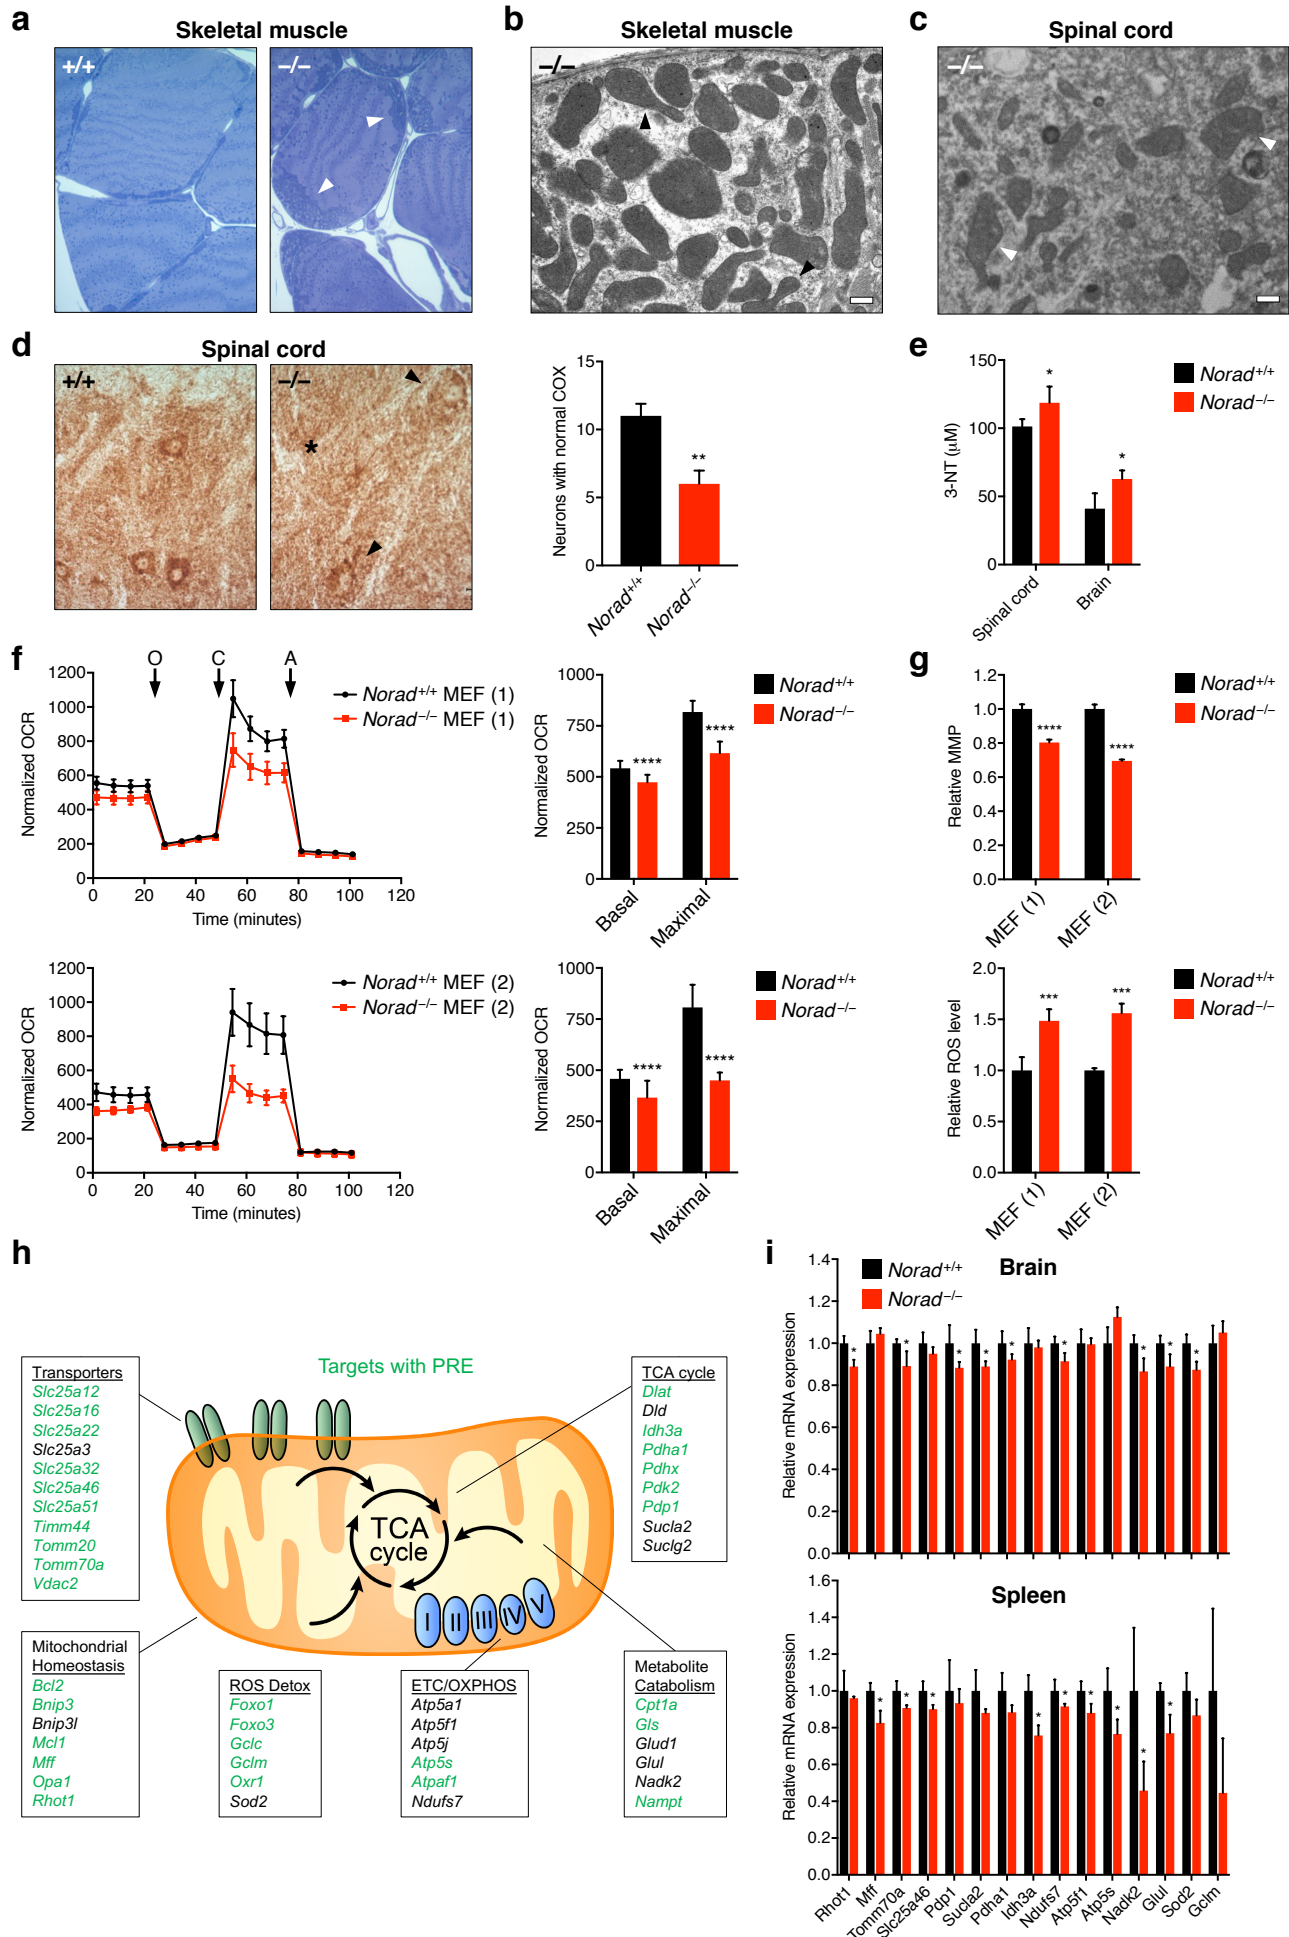 a
Skeletal muscle
+/+
–/–
b
Skeletal muscle
–/–
c
Spinal cord
–/–
d
Spinal cord
+/+
–/–
*
15
10
5
0
Neurons with normal COX
**
Norad+/+
Norad–/–
e
150
100
50
0
3-NT (µM)
*
*
Spinal cord
Brain
Norad+/+
Norad–/–
f
O
C
A
1200
1000
800
600
400
200
0
Normalized OCR
0
20
40
60
80
100
120
Time (minutes)
Norad+/+ MEF (1)
Norad–/– MEF (1)
1000
750
500
250
0
Normalized OCR
****
****
Basal
Maximal
Norad+/+
Norad–/–
1200
1000
800
600
400
200
0
Normalized OCR
0
20
40
60
80
100
120
Time (minutes)
Norad+/+ MEF (2)
Norad–/– MEF (2)
1000
750
500
250
0
Normalized OCR
****
****
Basal
Maximal
Norad+/+
Norad–/–
g
1.2
1.0
0.8
0.6
0.4
0.2
0.0
Relative MMP
****
****
MEF (1)
MEF (2)
Norad+/+
Norad–/–
2.0
1.5
1.0
0.5
0.0
Relative ROS level
***
***
MEF (1)
MEF (2)
Norad+/+
Norad–/–
h
Targets with PRE
Transporters
Slc25a12
Slc25a16
Slc25a22
Slc25a3
Slc25a32
Slc25a46
Slc25a51
Timm44
Tomm20
Tomm70a
Vdac2
TCA cycle
Dlat
Dld
Idh3a
Pdha1
Pdhx
Pdk2
Pdp1
Sucla2
Suclg2
TCA
cycle
I
II
III
IV
V
Mitochondrial
Homeostasis
Bcl2
Bnip3
Bnip3l
Mcl1
Mff
Opa1
Rhot1
ROS Detox
Foxo1
Foxo3
Gclc
Gclm
Oxr1
Sod2
ETC/OXPHOS
Atp5a1
Atp5f1
Atp5j
Atp5s
Atpaf1
Ndufs7
Metabolite
Catabolism
Cpt1a
Gls
Glud1
Glul
Nadk2
Nampt
i
Brain
Norad+/+
Norad–/–
1.4
1.2
1.0
0.8
0.6
0.4
0.2
0.0
Relative mRNA expression
* * * * * * * * *
Spleen
1.6
1.4
1.2
1.0
0.8
0.6
0.4
0.2
0.0
Relative mRNA expression
* * * * * * * * *
Rhot1
Mff
Tomm70a
Slc25a46
Pdp1
Sucla2
Pdha1
Idh3a
Ndufs7
Atp5f1
Atp5s
Nadk2
Glul
Sod2
Gclm